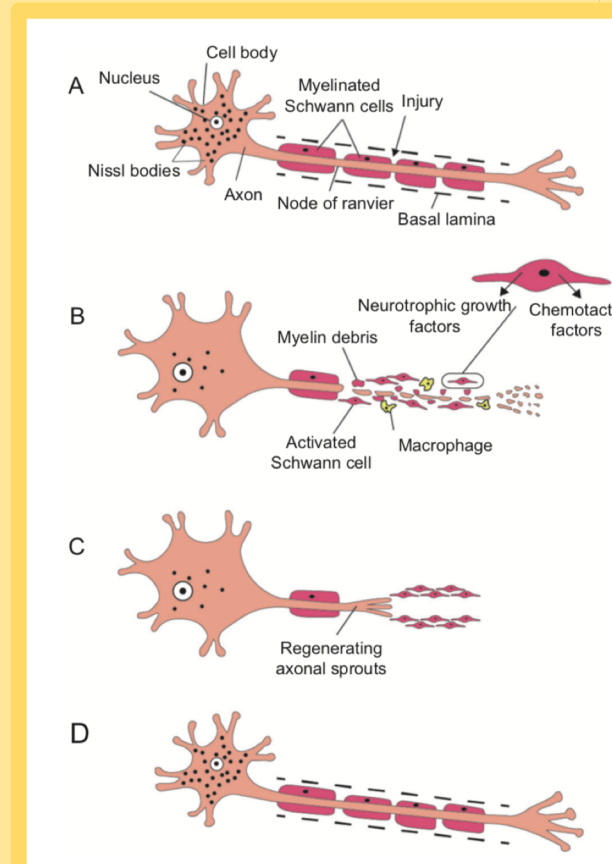 A
Cell body
Nucleus
Myelinated
Schwann cells
Injury
Nissl bodies
Axon
Node of ranvier
Basal lamina
B
Neurotrophic growth
factors
Chemotact
factors
Myelin debris
Activated
Schwann cell
Macrophage
C
Regenerating
axonal sprouts
D